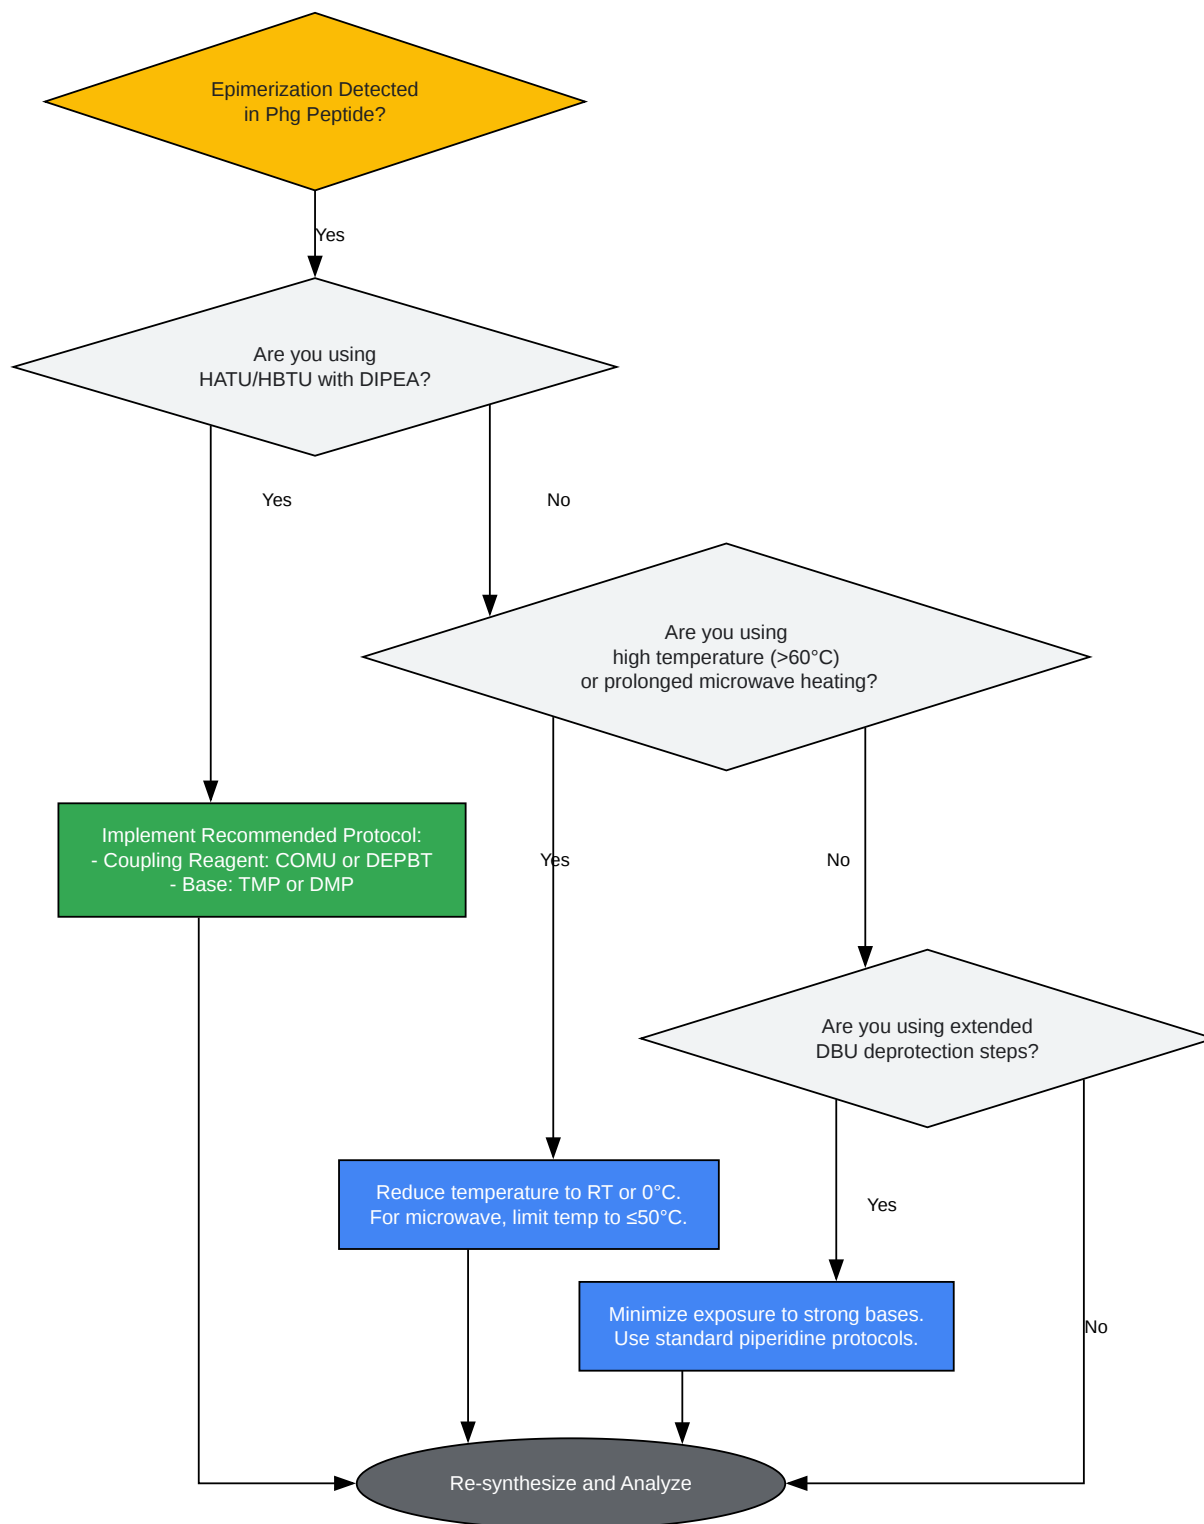 Epimerization Detected
in Phg Peptide?
Yes
Are you using
HATU/HBTU with DIPEA?
Yes
No
Are you using
high temperature (>60°C)
or prolonged microwave heating?
Implement Recommended Protocol:
- Coupling Reagent: COMU or DEPBT
- Base: TMP or DMP
Yes
No
Are you using extended
DBU deprotection steps?
Reduce temperature to RT or 0°C.
For microwave, limit temp to ≤50°C.
Yes
Minimize exposure to strong bases.
Use standard piperidine protocols.
No
Re-synthesize and Analyze